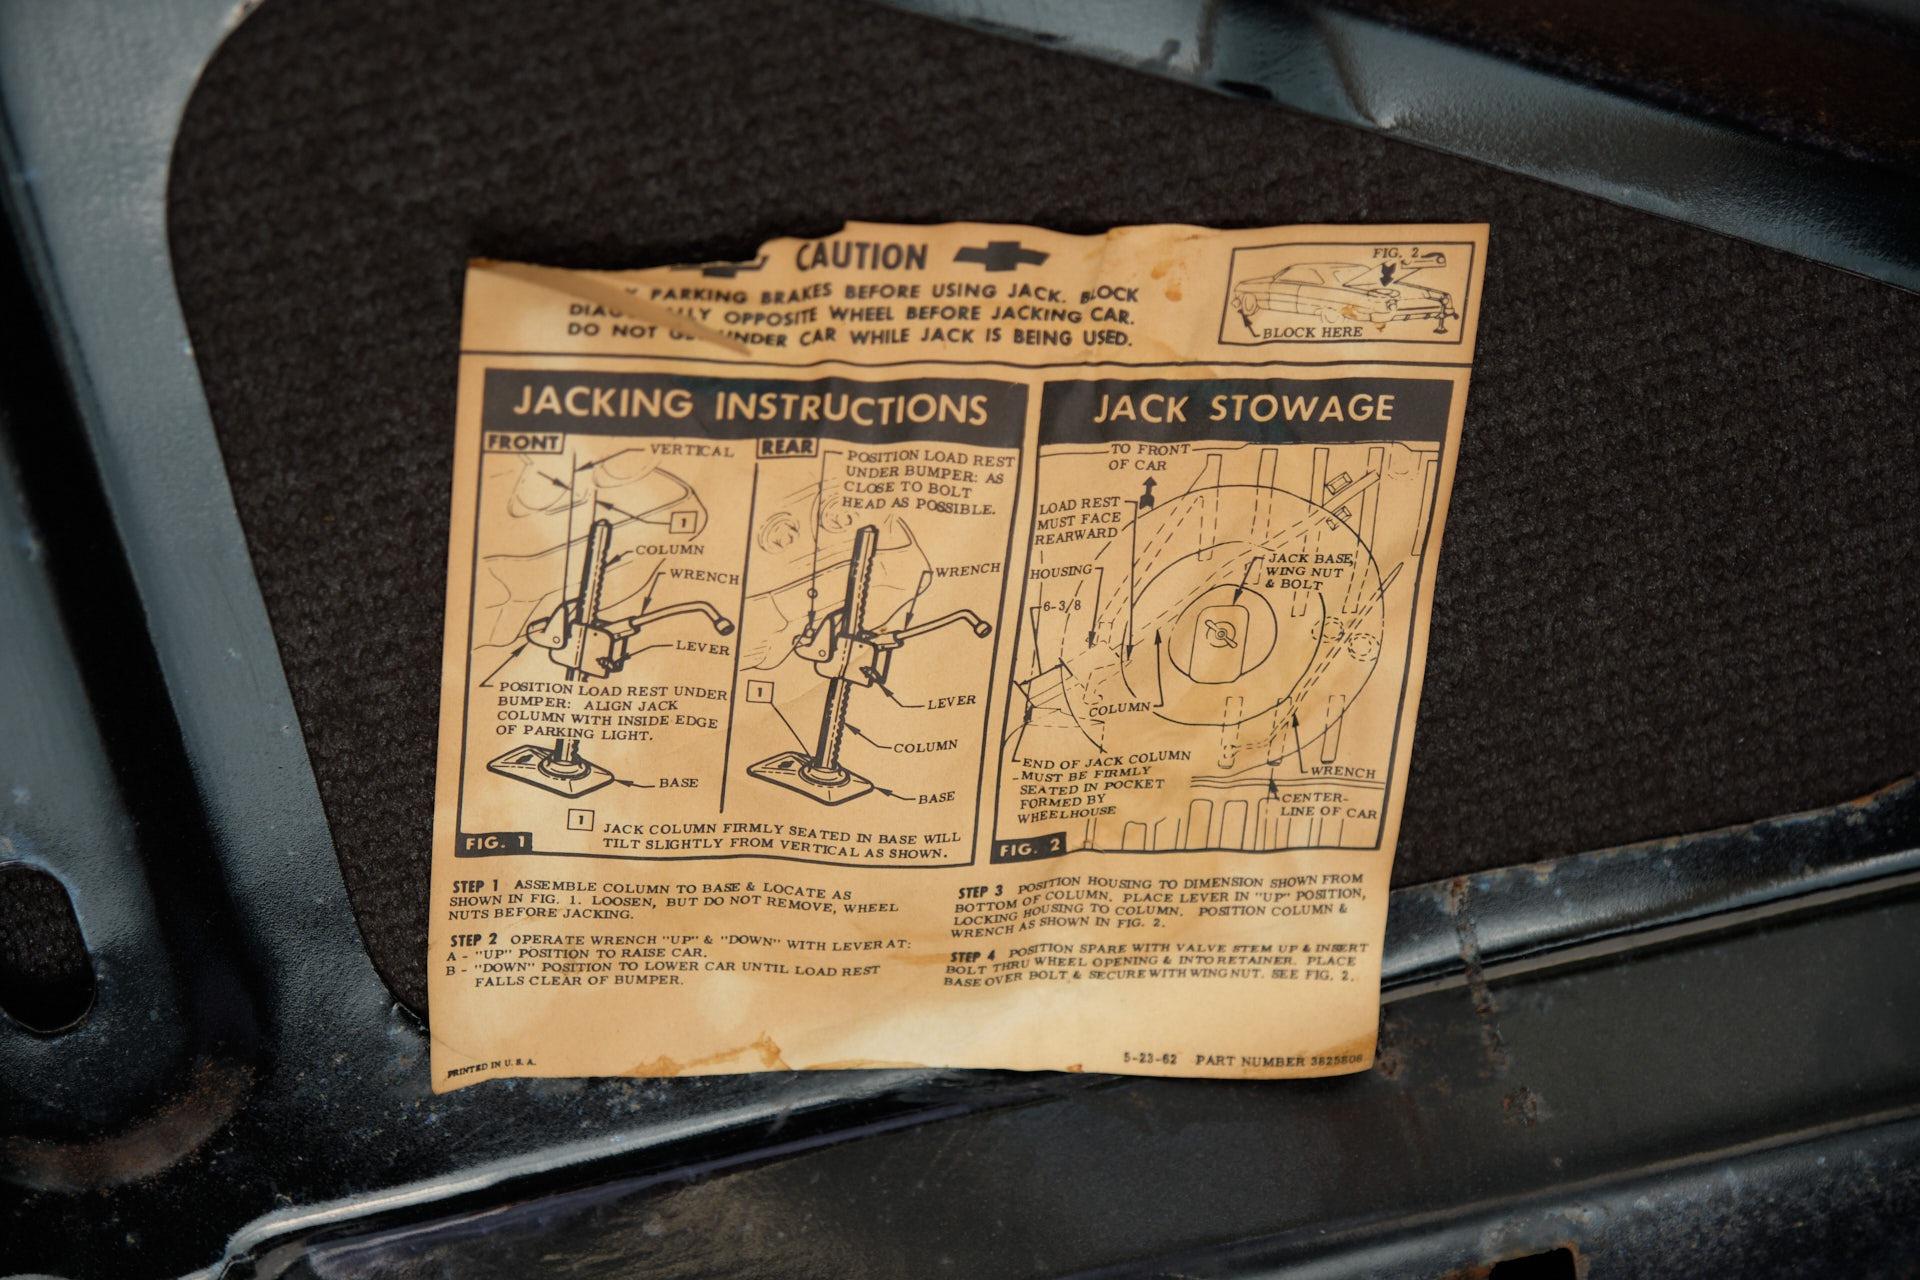 CAUTION
PARKING BRAKES BEFORE USING JACK. BLOCK
OPPOSITE WHEEL BEFORE JACKING CAR.
DO NOT UNDER CAR WHILE JACK IS BEING USED.
FIG. 2
BLOCK HERE
JACKING INSTRUCTIONS
FRONT
VERTICAL
1
COLUMN
WRENCH
LEVER
POSITION LOAD REST UNDER
BUMPER: ALIGN JACK
COLUMN WITH INSIDE EDGE
OF PARKING LIGHT.
BASE
REAR
POSITION LOAD REST
UNDER BUMPER: AS
CLOSE TO BOLT
HEAD AS POSSIBLE.
WRENCH
1
LEVER
COLUMN
BASE
1 JACK COLUMN FIRMLY SEATED IN BASE WILL
TILT SLIGHTLY FROM VERTICAL AS SHOWN.
FIG. 1
JACK STOWAGE
TO FRONT
OF CAR
LOAD REST
MUST FACE
REARWARD
JACK BASE,
WING NUT
& BOLT
HOUSING
6-3/8
COLUMN
END OF JACK COLUMN
MUST BE FIRMLY
SEATED IN POCKET
FORMED BY
WHEELHOUSE
WRENCH
CENTER-
LINE OF CAR
FIG. 2
STEP 1 ASSEMBLE COLUMN TO BASE & LOCATE AS
SHOWN IN FIG. 1. LOOSEN, BUT DO NOT REMOVE, WHEEL
NUTS BEFORE JACKING.
STEP 2 OPERATE WRENCH "UP" & "DOWN" WITH LEVER AT:
A - "UP" POSITION TO RAISE CAR.
B - "DOWN" POSITION TO LOWER CAR UNTIL LOAD REST
FALLS CLEAR OF BUMPER.
STEP 3 POSITION HOUSING TO DIMENSION SHOWN FROM
BOTTOM OF COLUMN. PLACE LEVER IN "UP" POSITION,
LOCKING HOUSING TO COLUMN. POSITION COLUMN &
WRENCH AS SHOWN IN FIG. 2.
STEP 4 POSITION SPARE WITH VALVE STEM UP & INSERT
BOLT THRU WHEEL OPENING & INTO RETAINER. PLACE
BASE OVER BOLT & SECURE WITH WING NUT. SEE FIG. 2.
PRINTED IN U.S.A.
5-23-62 PART NUMBER 3825806